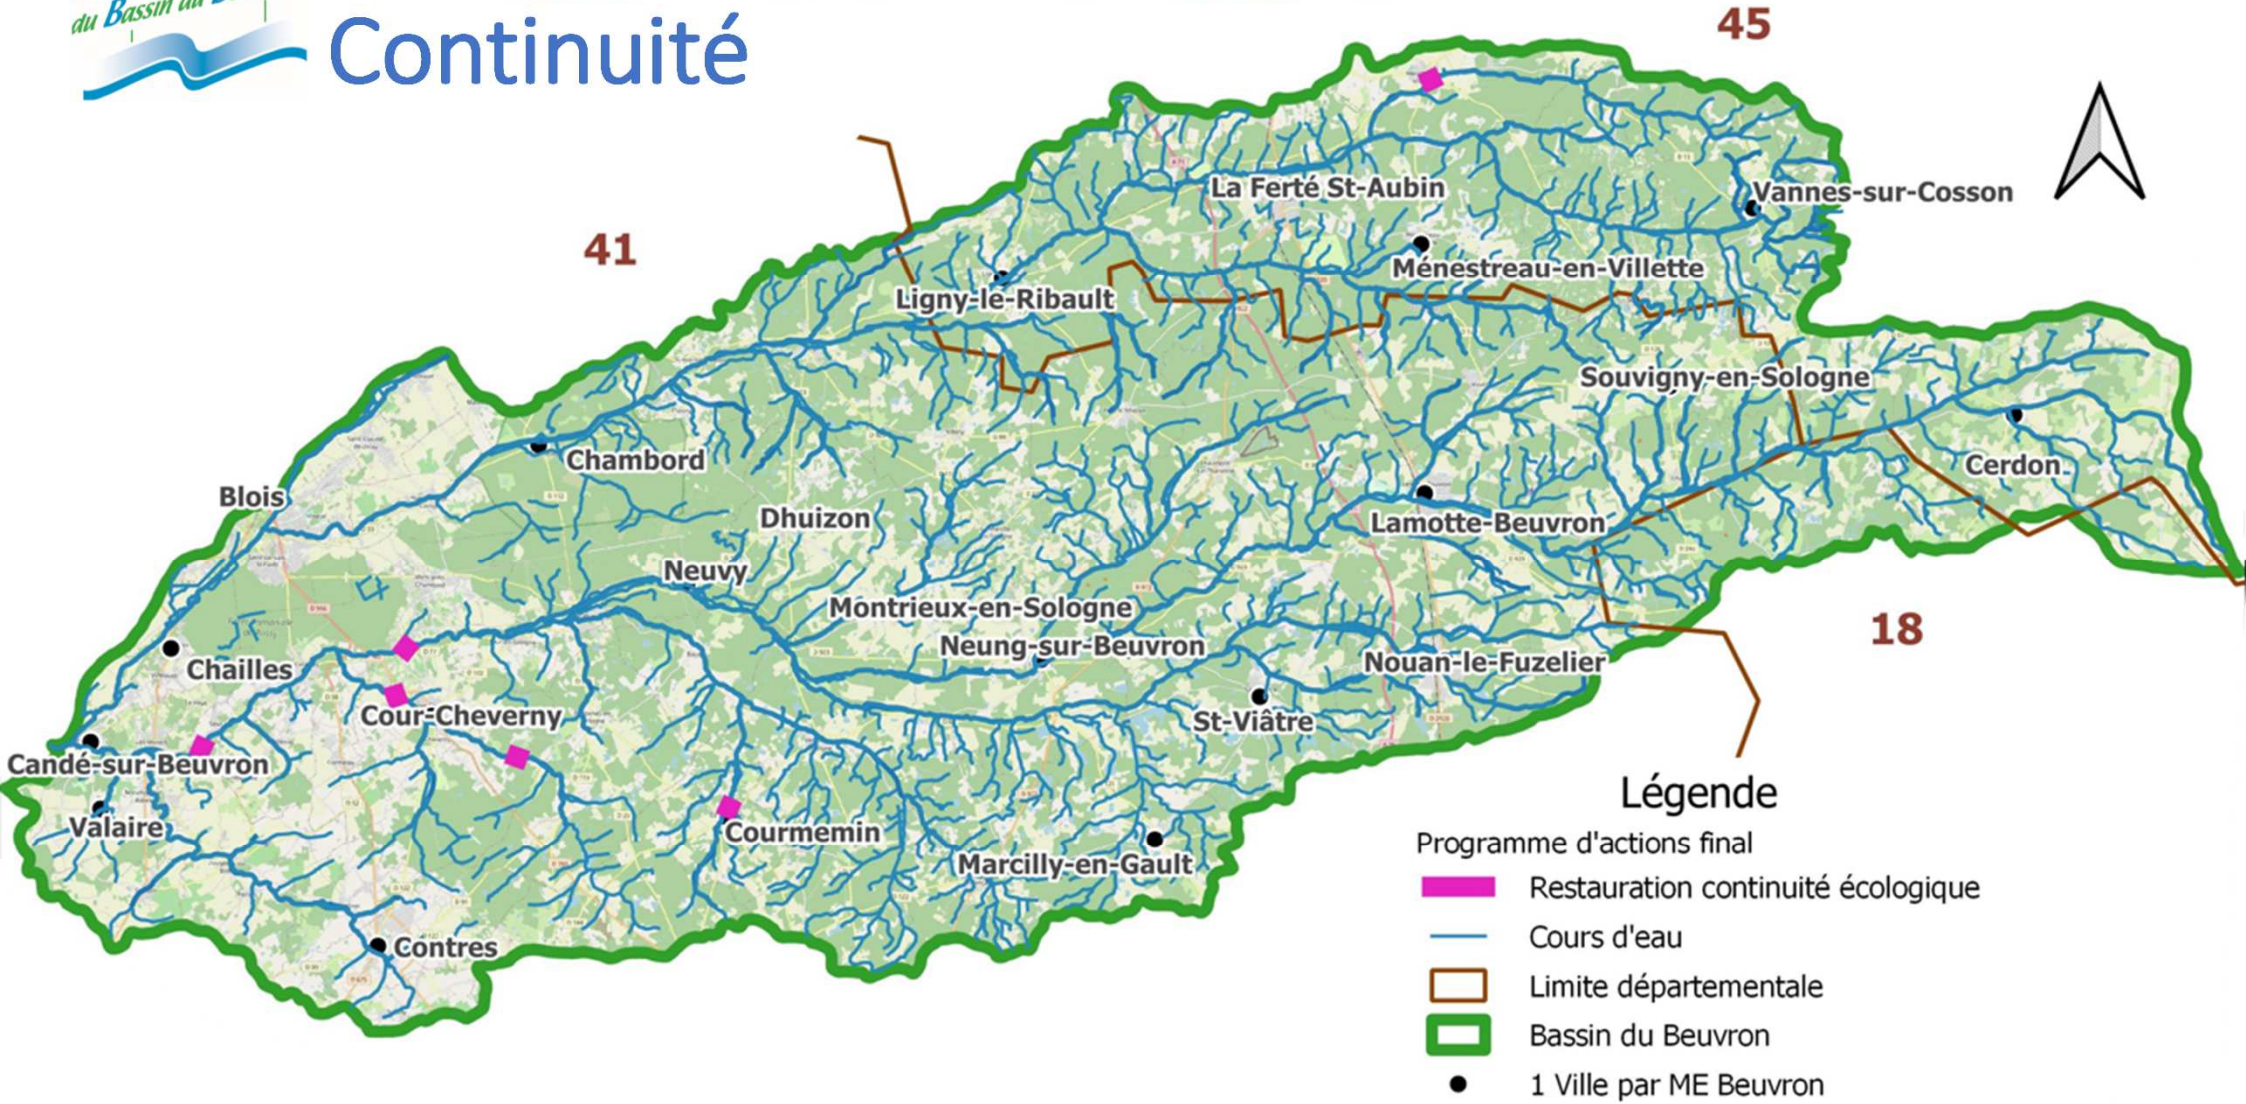 du Bassin du
Continuité
45
41
18
La Ferté St-Aubin
Vannes-sur-Cosson
Ménestreau-en-Villette
Ligny-le-Ribault
Souvigny-en-Sologne
Chambord
Cerdon
Blois
Dhuizon
Lamotte-Beuvron
Neuvy
Montrieux-en-Sologne
Neung-sur-Beuvron
Nouan-le-Fuzelier
Chailles
Cour-Cheverny
St-Viâtre
Candé-sur-Beuvron
Valaire
Courmemin
Marcilly-en-Gault
Contres
Légende
Programme d'actions final
Restauration continuité écologique
Cours d'eau
Limite départementale
Bassin du Beuvron
1 Ville par ME Beuvron